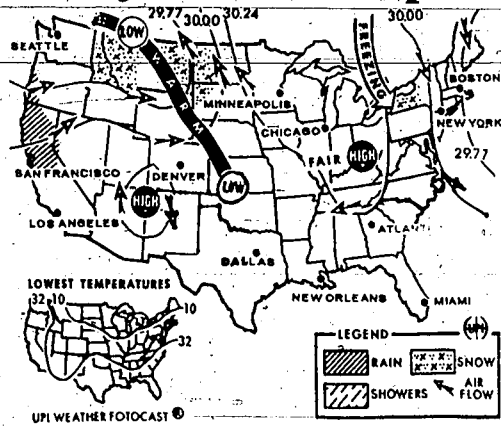 29.77 30.00 30.24 30.00
SEATTLE
LOW
FREEZING
BOSTON
WARM
MINNEAPOLIS
NEW YORK
CHICAGO
29.77
FAIR HIGH
SAN FRANCISCO DENVER
LOW
HIGH
LOS ANGELES
ATLANTA
DALLAS
NEW ORLEANS MIAMI
LOWEST TEMPERATURES
32 10
10
32
LEGEND UPI
RAIN SNOW
SHOWERS AIR
FLOW
UPI WEATHER FOTOCAST